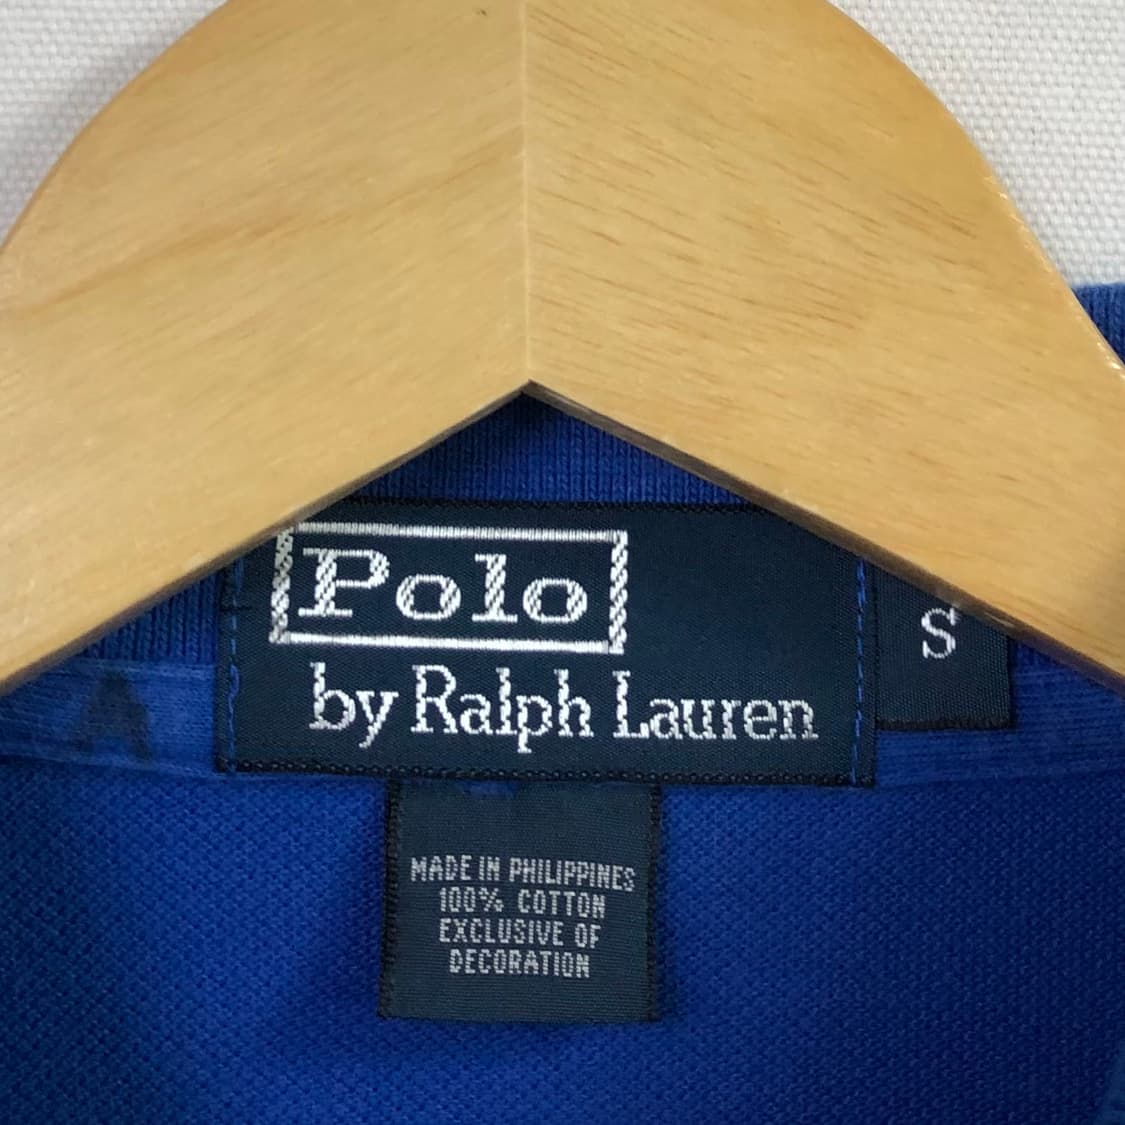 Polo
by Ralph Lauren
S
MADE IN PHILIPPINES
100% COTTON
EXCLUSIVE OF
DECORATION